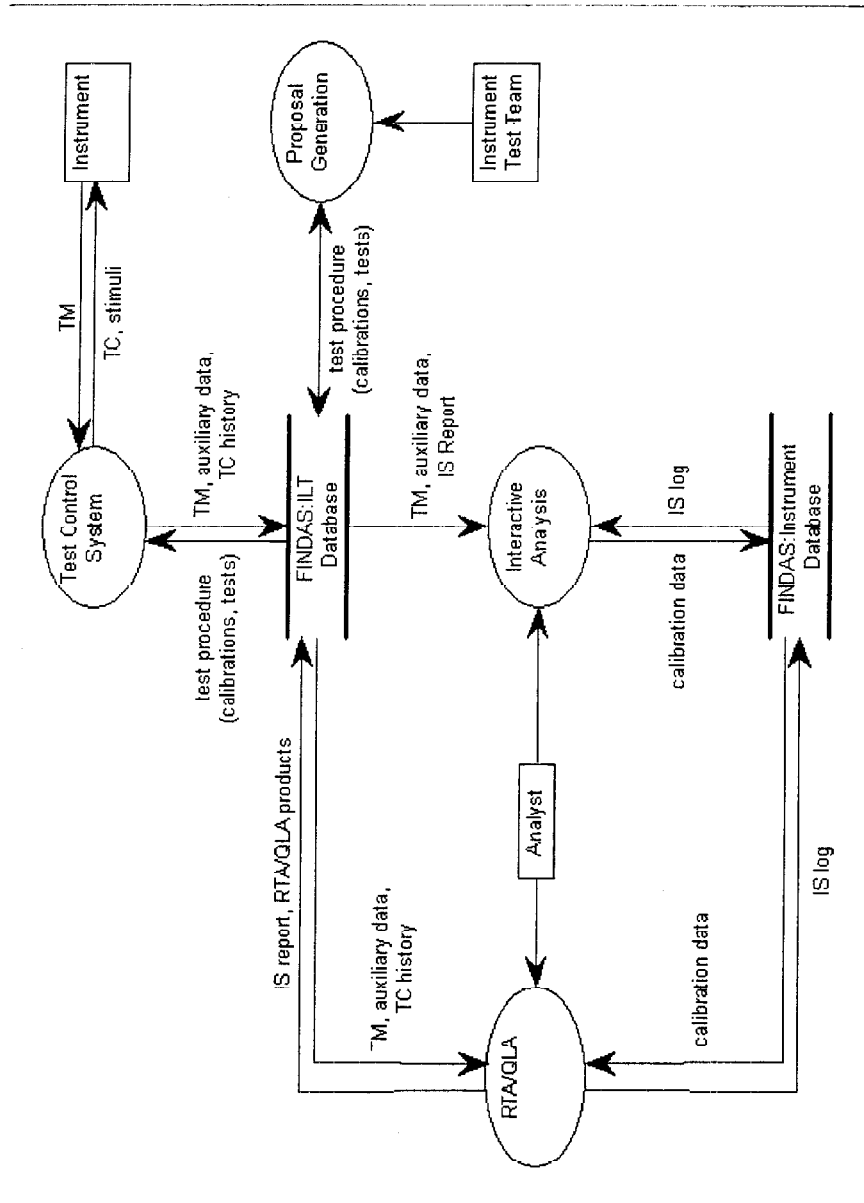 Instrument
TM
TC, stimuli
Test Control
System
TM, auxiliary data,
TC history
test procedure
(calibrations, tests)
Proposal
Generation
Instrument
Test Team
test procedure
(calibrations, tests)
FINDAS:ILT
Database
IS report, RTA/QLA products
TM, auxiliary data,
TC history
TM, auxiliary data,
IS Report
Interactive
Analysis
Analyst
RTA/QLA
IS log
calibration data
FINDAS:Instrument
Database
calibration data
IS log